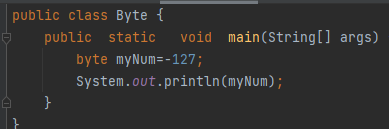 public class Byte {
public static void main(String[] args)
byte myNum=-127;
System.out.println(myNum);
}
}